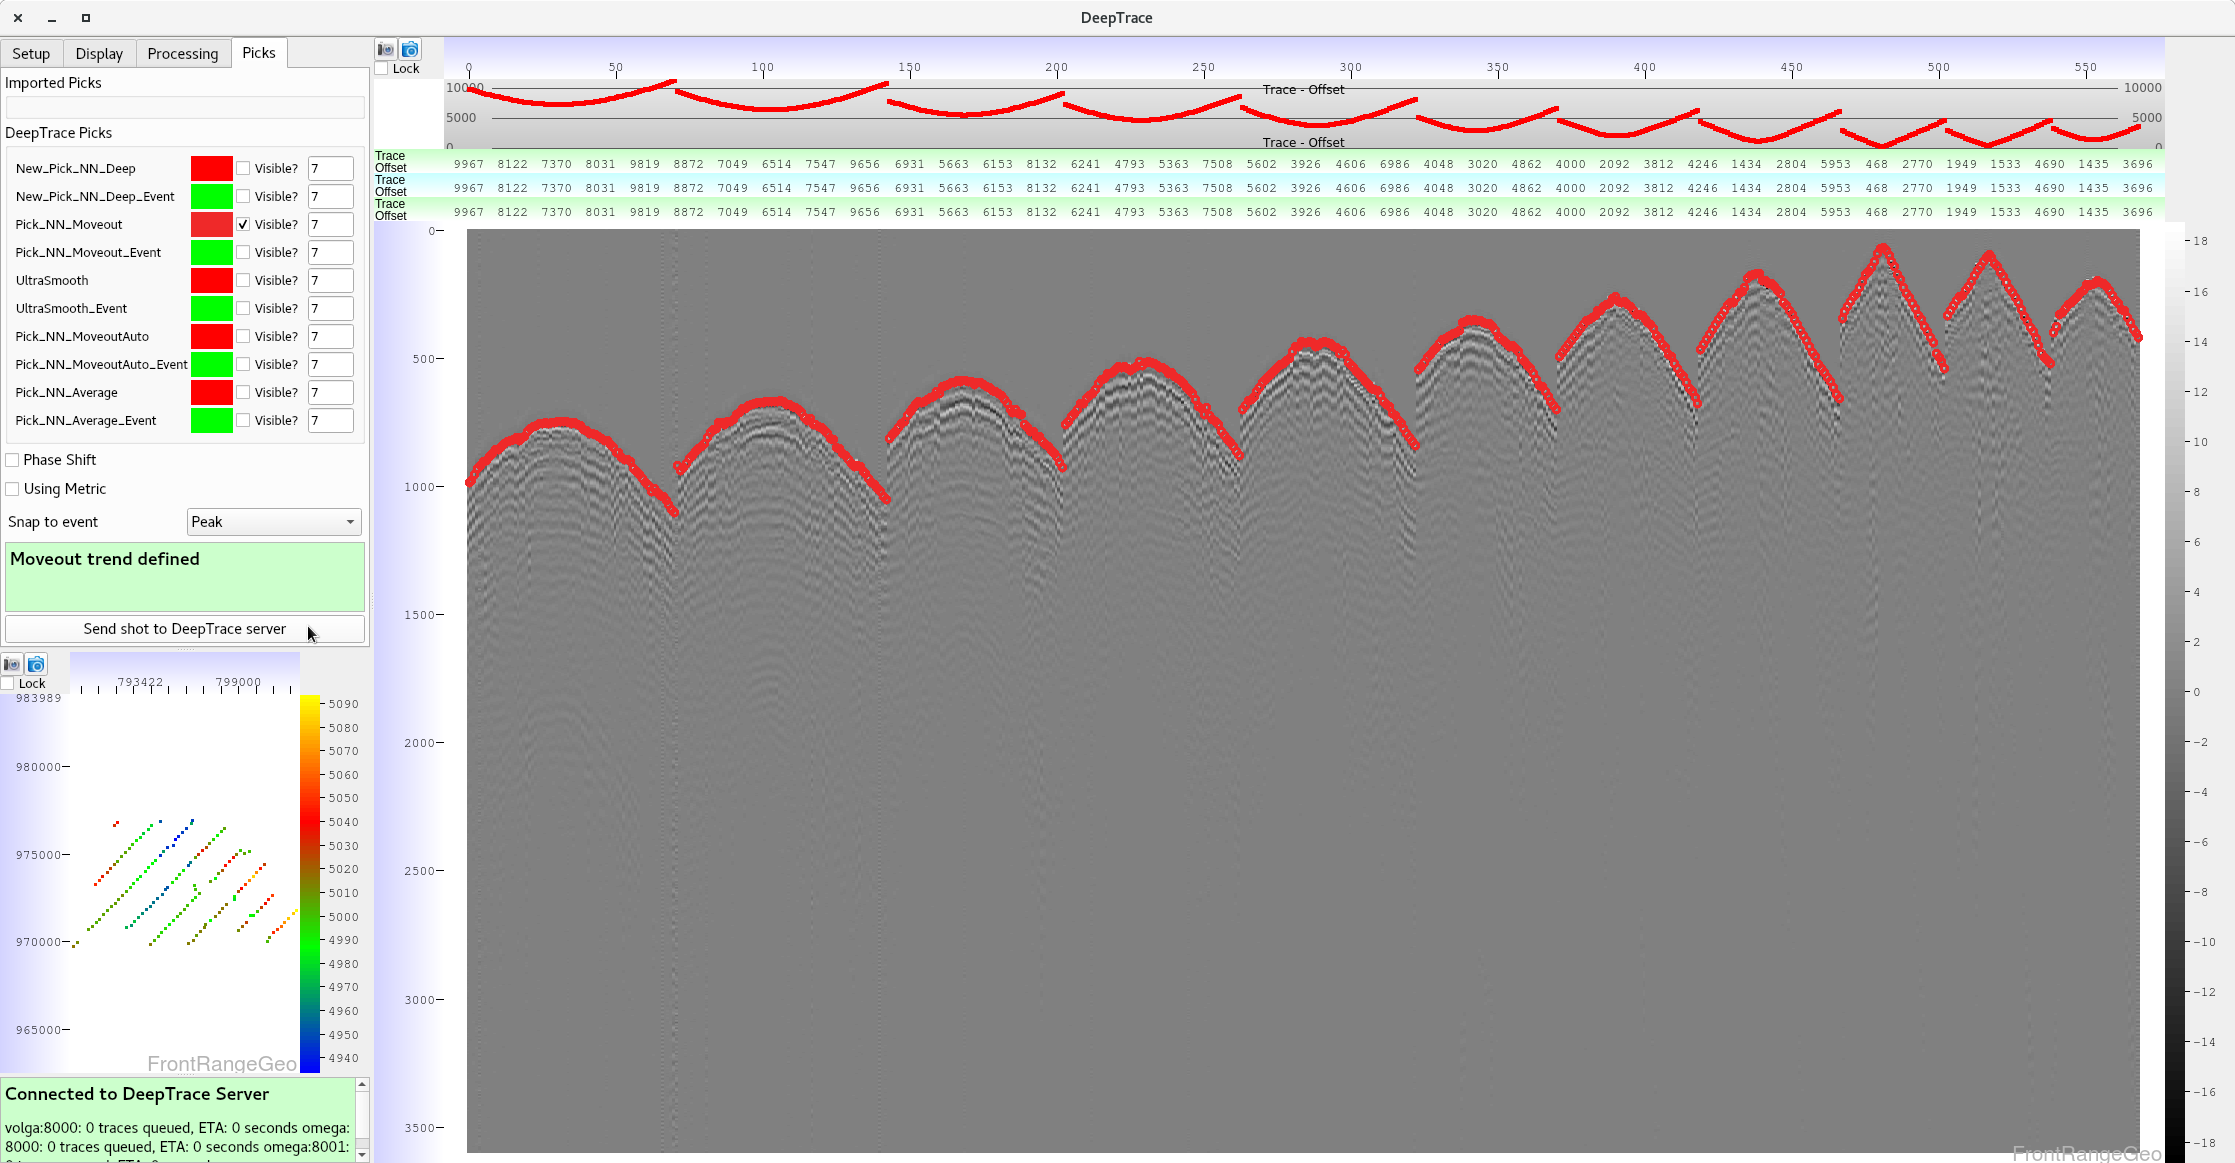 DeepTrace
Setup Display Processing Picks
Imported Picks
DeepTrace Picks
New_Pick_NN_Deep Visible? 7
New_Pick_NN_Deep_Event Visible? 7
Pick_NN_Moveout Visible? 7
Pick_NN_Moveout_Event Visible? 7
UltraSmooth Visible? 7
UltraSmooth_Event Visible? 7
Pick_NN_MoveoutAuto Visible? 7
Pick_NN_MoveoutAuto_Event Visible? 7
Pick_NN_Average Visible? 7
Pick_NN_Average_Event Visible? 7
Phase Shift
Using Metric
Snap to event Peak
Moveout trend defined
Send shot to DeepTrace server
Lock
793422 799000
983989
980000
975000
970000
965000
5090
5080
5070
5060
5050
5040
5030
5020
5010
5000
4990
4980
4970
4960
4950
4940
FrontRangeGeo
Connected to DeepTrace Server
volga:8000: 0 traces queued, ETA: 0 seconds omega:
8000: 0 traces queued, ETA: 0 seconds omega:8001:
Lock
0 50 100 150 200 250 300 350 400 450 500 550
10000 Trace - Offset 10000
5000 5000
0 Trace - Offset 0
Trace
Offset 9967 8122 7370 8031 9819 8872 7049 6514 7547 9656 6931 5663 6153 8132 6241 4793 5363 7508 5602 3926 4606 6986 4048 3020 4862 4000 2092 3812 4246 1434 2804 5953 468 2770 1949 1533 4690 1435 3696
Trace
Offset 9967 8122 7370 8031 9819 8872 7049 6514 7547 9656 6931 5663 6153 8132 6241 4793 5363 7508 5602 3926 4606 6986 4048 3020 4862 4000 2092 3812 4246 1434 2804 5953 468 2770 1949 1533 4690 1435 3696
Trace
Offset 9967 8122 7370 8031 9819 8872 7049 6514 7547 9656 6931 5663 6153 8132 6241 4793 5363 7508 5602 3926 4606 6986 4048 3020 4862 4000 2092 3812 4246 1434 2804 5953 468 2770 1949 1533 4690 1435 3696
0
500
1000
1500
2000
2500
3000
3500
18
16
14
12
10
8
6
4
2
0
-2
-4
-6
-8
-10
-12
-14
-16
-18
FrontRangeGeo